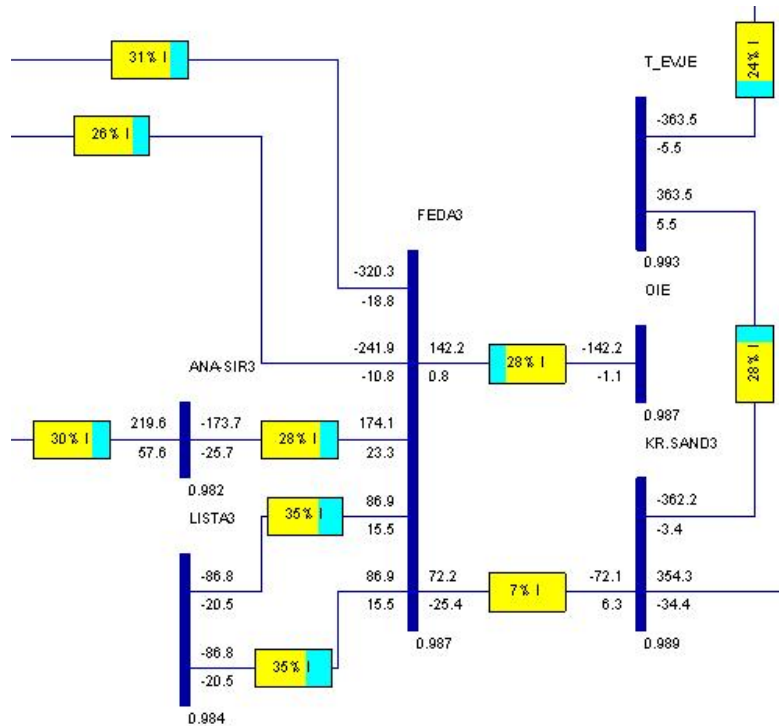 31% I
24% I
T_EVJE
26% I
-363.5
-5.5
363.5
5.5
FEDA3
0.993
OIE
-320.3
-18.8
-241.9
-10.8
142.2
0.8
28% I
-142.2
-1.1
28% I
ANA-SIR3
0.987
30% I
219.6
57.6
-173.7
-25.7
28% I
174.1
23.3
KR.SAND3
0.982
LISTA3
35% I
86.9
15.5
-362.2
-3.4
-86.8
-20.5
86.9
15.5
72.2
-25.4
7% I
-72.1
6.3
354.3
-34.4
0.987
0.989
-86.8
-20.5
35% I
0.984